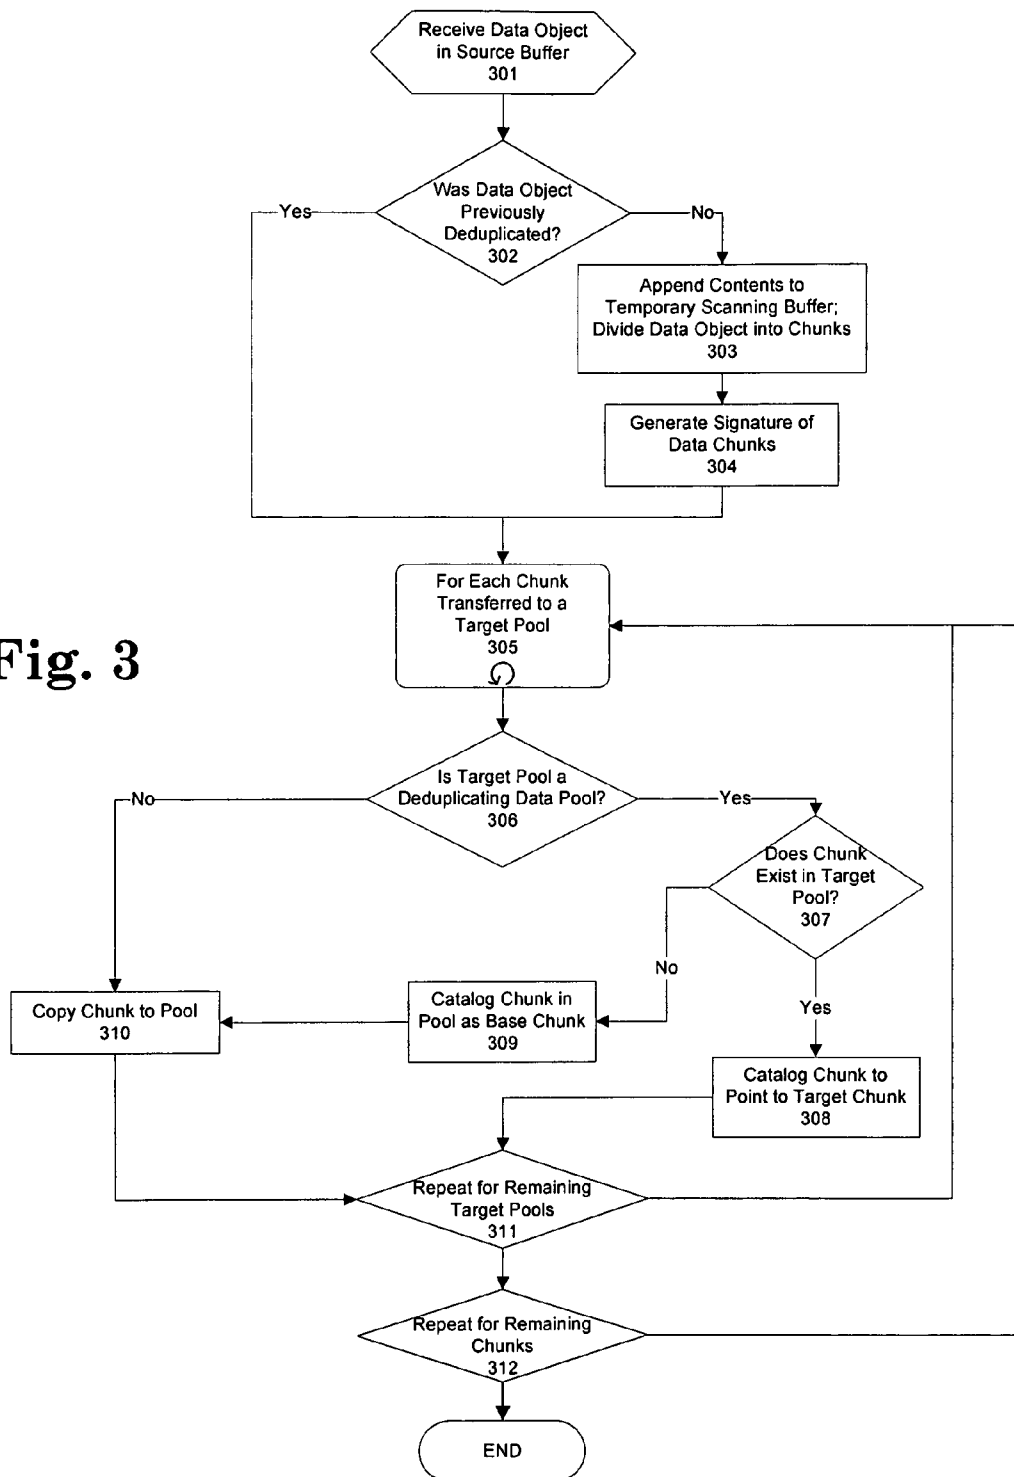 Receive Data Object
in Source Buffer
301
Was Data Object
Previously
Deduplicated?
302
Yes
No
Append Contents to
Temporary Scanning Buffer;
Divide Data Object into Chunks
303
Generate Signature of
Data Chunks
304
For Each Chunk
Transferred to a
Target Pool
305
Fig. 3
Is Target Pool a
Deduplicating Data Pool?
306
No
Yes
Does Chunk
Exist in Target
Pool?
307
No
Yes
Copy Chunk to Pool
310
Catalog Chunk in
Pool as Base Chunk
309
Catalog Chunk to
Point to Target Chunk
308
Repeat for Remaining
Target Pools
311
Repeat for Remaining
Chunks
312
END